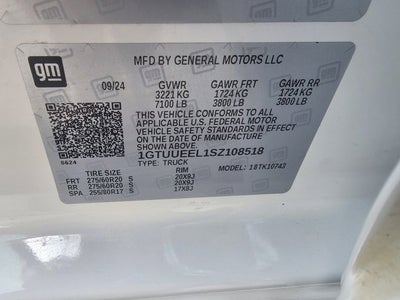 gm
MFD BY GENERAL MOTORS LLC
09/24 GVWR GAWR FRT GAWR RR
3221 KG 1724 KG 1724 KG
7100 LB 3800 LB 3800 LB
THIS VEHICLE CONFORMS TO ALL APPLICABLE
U.S. FEDERAL MOTOR VEHICLE
SAFETY STANDARDS IN EFFECT ON THE DATE OF
MANUFACTURE SHOWN ABOVE.
1GTUUEEL1SZ108518
S624 TYPE: TRUCK MODEL: 18TK10743
TIRE SIZE RIM
FRT 275/60R20 S 20X9J
RR 275/60R20 S 20X9J
SPA 255/80R17 S 17X8J